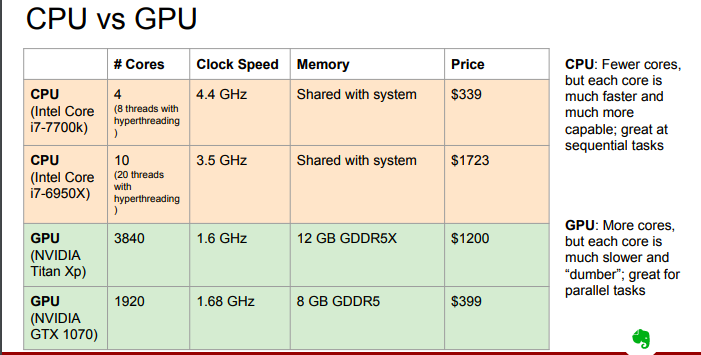 CPU vs GPU
# Cores Clock Speed Memory Price
CPU
(Intel Core
i7-7700k)
4
(8 threads with
hyperthreading
)
4.4 GHz
Shared with system
$339
CPU
(Intel Core
i7-6950X)
10
(20 threads
with
hyperthreading
)
3.5 GHz
Shared with system
$1723
GPU
(NVIDIA
Titan Xp)
3840
1.6 GHz
12 GB GDDR5X
$1200
GPU
(NVIDIA
GTX 1070)
1920
1.68 GHz
8 GB GDDR5
$399
CPU: Fewer cores,
but each core is
much faster and
much more
capable; great at
sequential tasks
GPU: More cores,
but each core is
much slower and
“dumber”; great for
parallel tasks